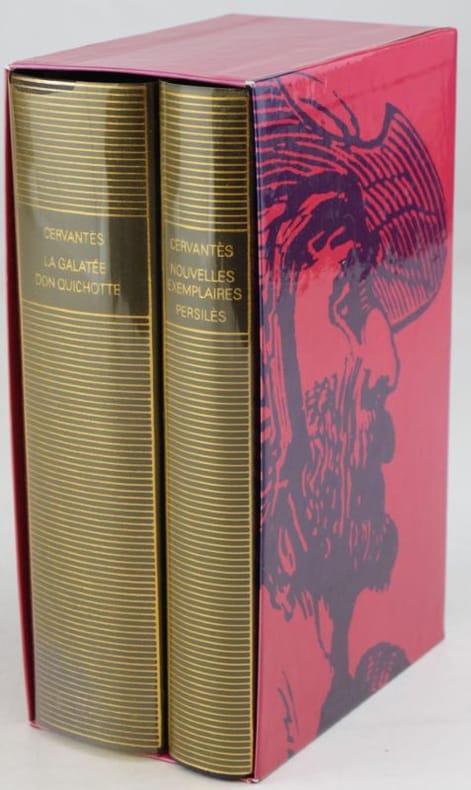 CERVANTÈS
LA GALATÉE
DON QUICHOTTE
CERVANTÈS
NOUVELLES
EXEMPLAIRES
PERSILÈS